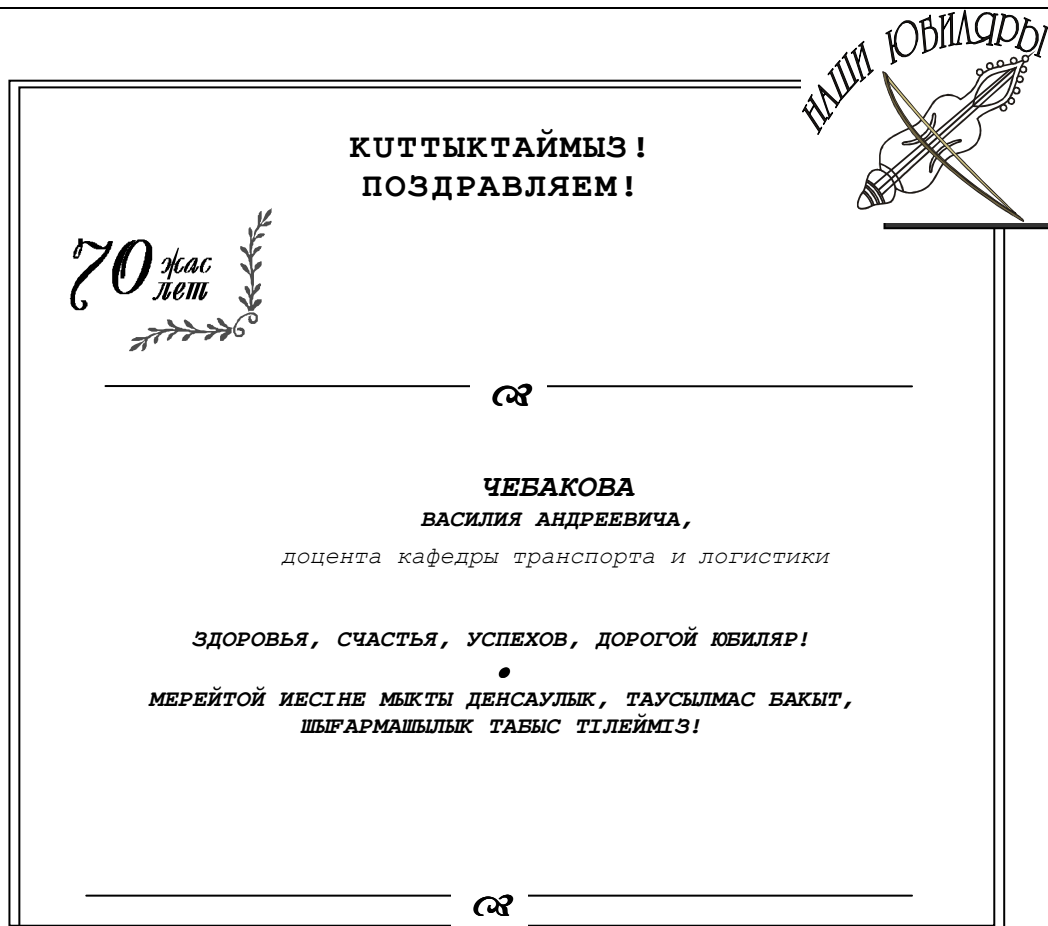 НАШИ ЮБИЛЯРЫ
КUТТЫКТАЙМЫЗ!
ПОЗДРАВЛЯЕМ!
70 жас
лет
ЧЕБАКОВА
ВАСИЛИЯ АНДРЕЕВИЧА,
доцента кафедры транспорта и логистики
ЗДОРОВЬЯ, СЧАСТЬЯ, УСПЕХОВ, ДОРОГОЙ ЮБИЛЯР!
•
МЕРЕЙТОЙ ИЕСІНЕ МЫКТЫ ДЕНСАУЛЫК, ТАУСЫЛМАС БАКЫТ,
ШЫҒАРМАШЫЛЫК ТАБЫС ТІЛЕЙМІЗ!